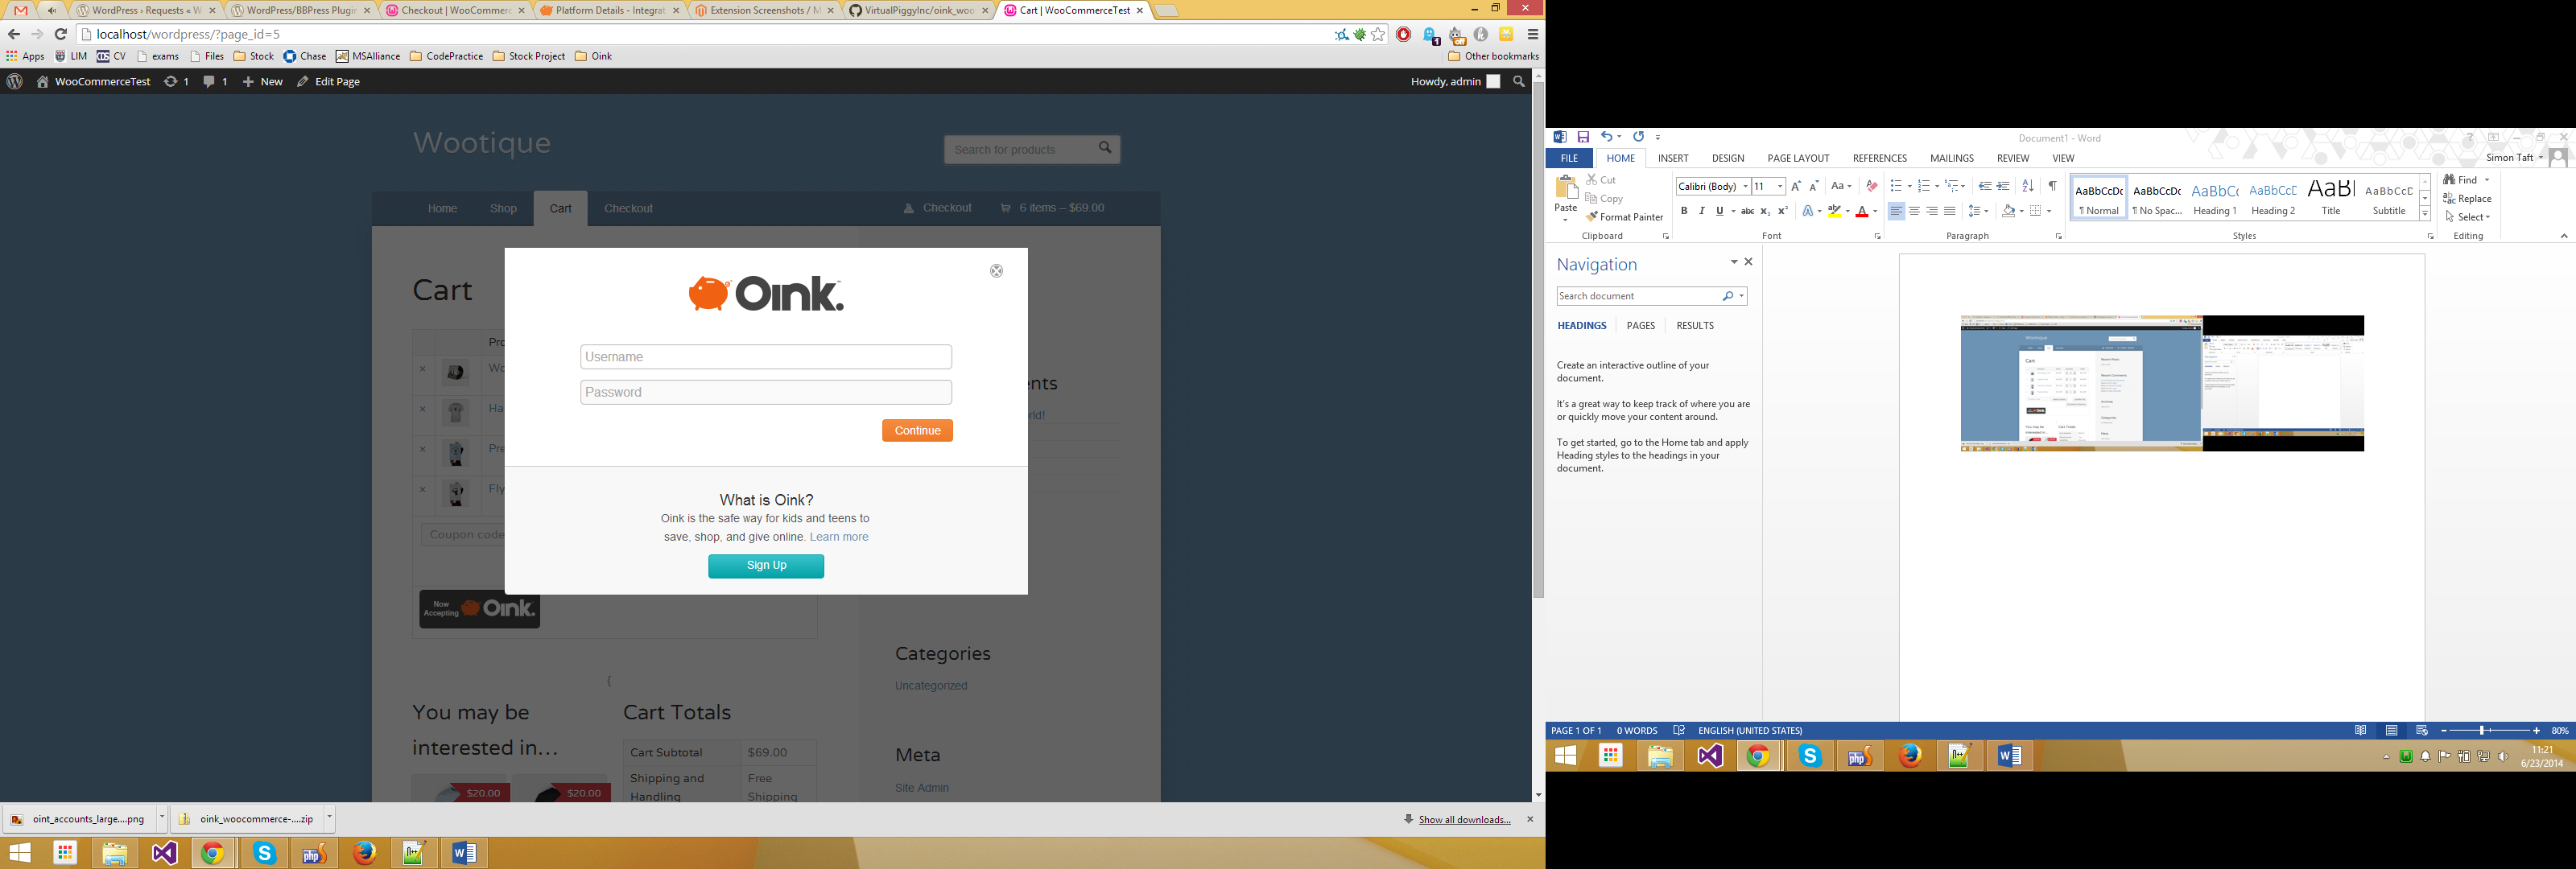 WordPress › Requests « W
WordPress/BBPress Plugin
Checkout | WooCommerc
Platform Details - Integrat
Extension Screenshots / M
VirtualPiggyInc/oink_woo
Cart | WooCommerceTest
localhost/wordpress/?page_id=5
Apps LIM CV exams Files Stock Chase MSAlliance CodePractice Stock Project Oink Other bookmarks
WooCommerceTest 1 1 New Edit Page Howdy, admin
Wootique
Search for products
Home Shop Cart Checkout Checkout 6 items – $69.00
Cart
Pro
Wo
Ha
Pre
Fly
Coupon code
Now
Accepting Oink.
Oink.
Username
Password
Continue
What is Oink?
Oink is the safe way for kids and teens to
save, shop, and give online. Learn more
Sign Up
ents
rld!
Categories
Uncategorized
{
You may be
interested in…
$20.00 $20.00
Cart Totals
Cart Subtotal $69.00
Shipping and Free
Handling Shipping
Meta
Site Admin
oint_accounts_large....png oink_woocommerce-....zip Show all downloads...
Document1 - Word
FILE HOME INSERT DESIGN PAGE LAYOUT REFERENCES MAILINGS REVIEW VIEW Simon Taft
Paste
Cut
Copy
Format Painter
Clipboard
Calibri (Body) 11
Font
Paragraph
AaBbCcDc AaBbCcDc AaBbCc AaBbCcE AaBl AaBbCcD
¶ Normal ¶ No Spac... Heading 1 Heading 2 Title Subtitle
Styles
Find
Replace
Select
Editing
Navigation
Search document
HEADINGS PAGES RESULTS
Create an interactive outline of your
document.
It's a great way to keep track of where you are
or quickly move your content around.
To get started, go to the Home tab and apply
Heading styles to the headings in your
document.
PAGE 1 OF 1 0 WORDS ENGLISH (UNITED STATES) 80%
11:21
6/23/2014